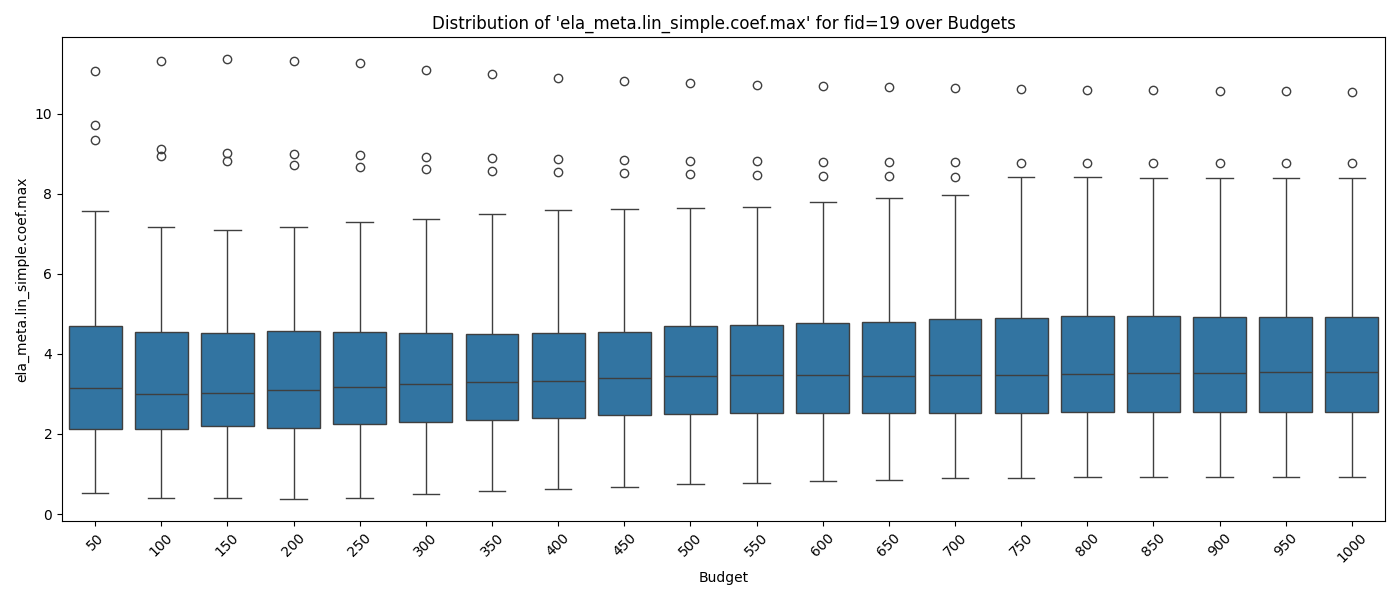 Distribution of 'ela_meta.lin_simple.coef.max' for fid=19 over Budgets
ela_meta.lin_simple.coef.max
10
8
6
4
2
0
50 100 150 200 250 300 350 400 450 500 550 600 650 700 750 800 850 900 950 1000
Budget